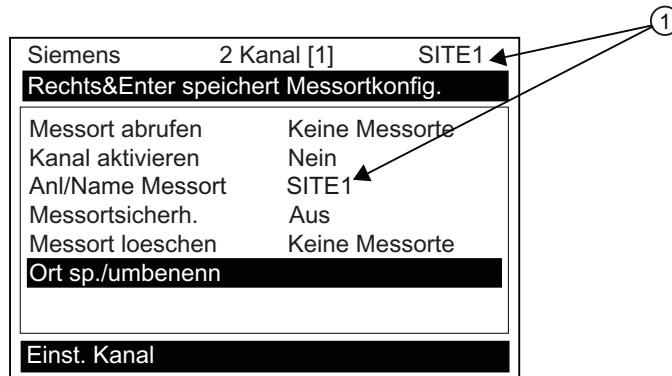 1
Siemens 2 Kanal [1] SITE1
Rechts&Enter speichert Messortkonfig.
Messort abrufen Keine Messorte
Kanal aktivieren Nein
Anl/Name Messort SITE1
Messortsicherh. Aus
Messort loeschen Keine Messorte
Ort sp./umbenenn
Einst. Kanal